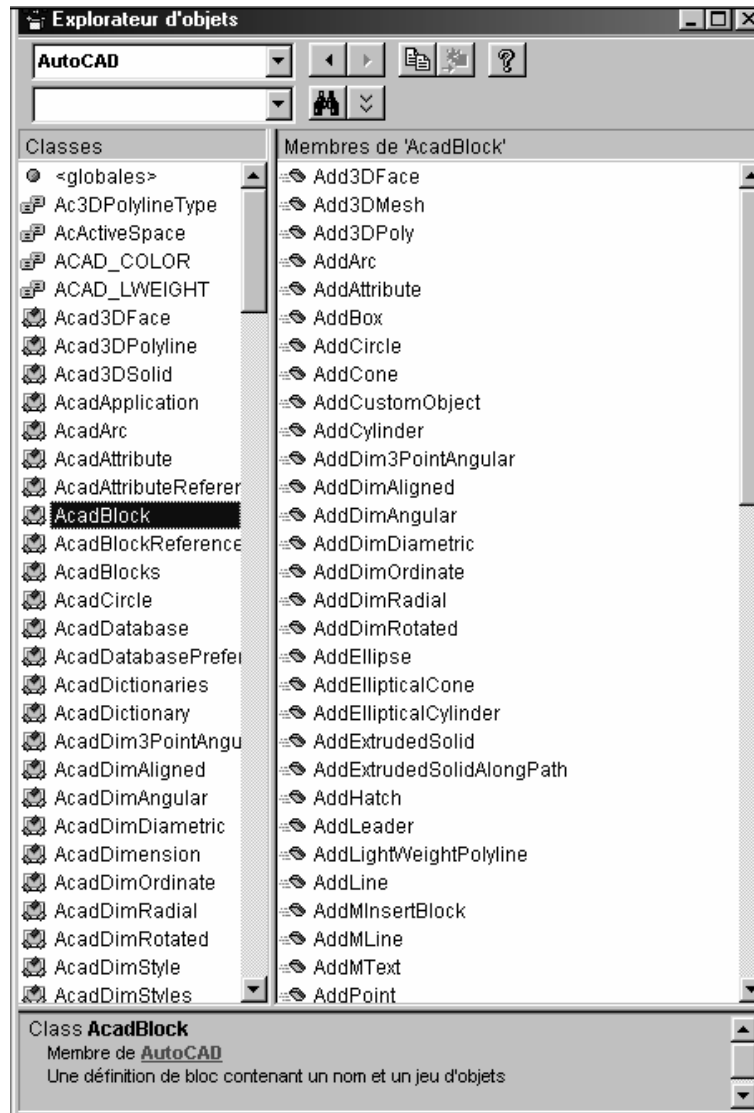 Explorateur d'objets
AutoCAD
Classes
<globales>
Ac3DPolylineType
AcActiveSpace
ACAD_COLOR
ACAD_LWEIGHT
Acad3DFace
Acad3DPolyline
Acad3DSolid
AcadApplication
AcadArc
AcadAttribute
AcadAttributeReferer
AcadBlock
AcadBlockReference
AcadBlocks
AcadCircle
AcadDatabase
AcadDatabasePrefer
AcadDictionaries
AcadDictionary
AcadDim3PointAngu
AcadDimAligned
AcadDimAngular
AcadDimDiametric
AcadDimension
AcadDimOrdinate
AcadDimRadial
AcadDimRotated
AcadDimStyle
AcadDimStyles
Membres de 'AcadBlock'
Add3DFace
Add3DMesh
Add3DPoly
AddArc
AddAttribute
AddBox
AddCircle
AddCone
AddCustomObject
AddCylinder
AddDim3PointAngular
AddDimAligned
AddDimAngular
AddDimDiametric
AddDimOrdinate
AddDimRadial
AddDimRotated
AddEllipse
AddEllipticalCone
AddEllipticalCylinder
AddExtrudedSolid
AddExtrudedSolidAlongPath
AddHatch
AddLeader
AddLightWeightPolyline
AddLine
AddMInsertBlock
AddMLine
AddMText
AddPoint
Class AcadBlock
Membre de AutoCAD
Une définition de bloc contenant un nom et un jeu d'objets